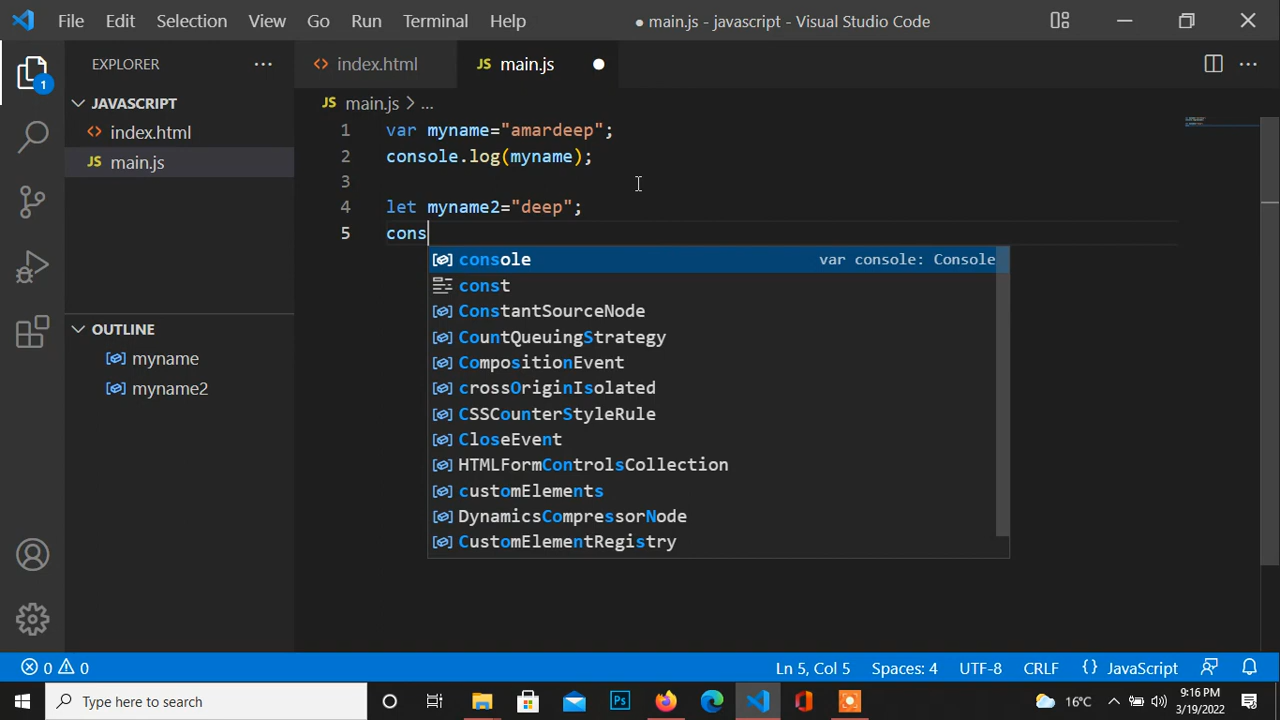 File Edit Selection View Go Run Terminal Help ● main.js - javascript - Visual Studio Code
EXPLORER
index.html
JS main.js
1
JAVASCRIPT
index.html
JS main.js
OUTLINE
myname
myname2
JS main.js > ...
1 var myname="amardeep";
2 console.log(myname);
3
4 let myname2="deep";
5 cons
console var console: Console
const
ConstantSourceNode
CountQueuingStrategy
CompositionEvent
crossOriginIsolated
CSSCounterStyleRule
CloseEvent
HTMLFormControlsCollection
customElements
DynamicsCompressorNode
CustomElementRegistry
0 0 Ln 5, Col 5 Spaces: 4 UTF-8 CRLF {} JavaScript
Type here to search
Ps
16°C
9:16 PM
3/19/2022